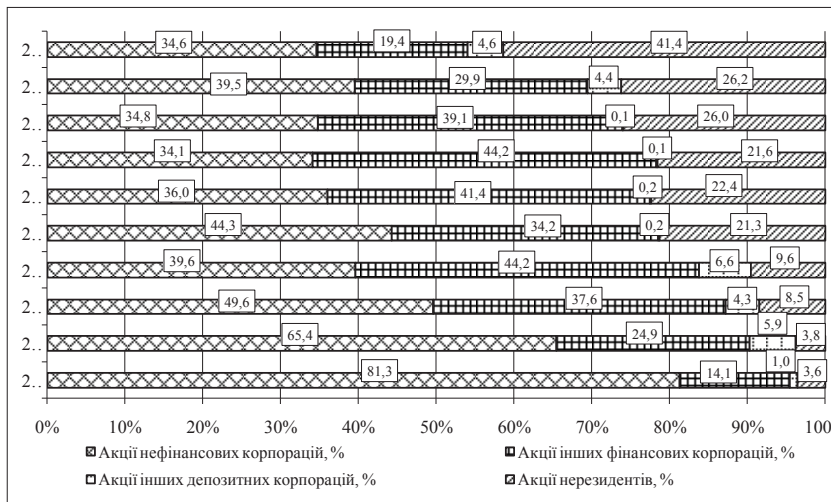 34,6 19,4 4,6 41,4
2..
39,5 29,9 4,4 26,2
2..
34,8 39,1 0,1 26,0
2..
34,1 44,2 0,1 21,6
2..
36,0 41,4 0,2 22,4
2..
44,3 34,2 0,2 21,3
2..
39,6 44,2 6,6 9,6
2..
49,6 37,6 4,3 8,5
2..
65,4 24,9 5,9 3,8
2..
81,3 14,1 1,0 3,6
2..
0% 10% 20% 30% 40% 50% 60% 70% 80% 90% 100
Акції нефінансових корпорацій, % Акції інших фінансових корпорацій, %
Акції інших депозитних корпорацій, % Акції нерезидентів, %